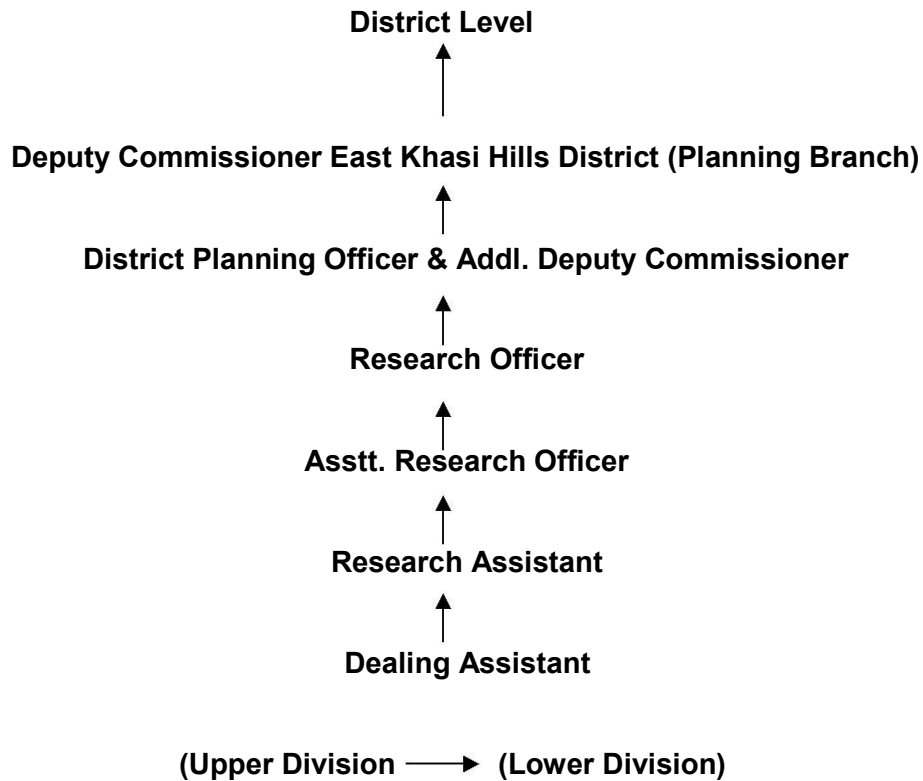 District Level
Deputy Commissioner East Khasi Hills District (Planning Branch)
District Planning Officer & Addl. Deputy Commissioner
Research Officer
Asstt. Research Officer
Research Assistant
Dealing Assistant
(Upper Division → (Lower Division)